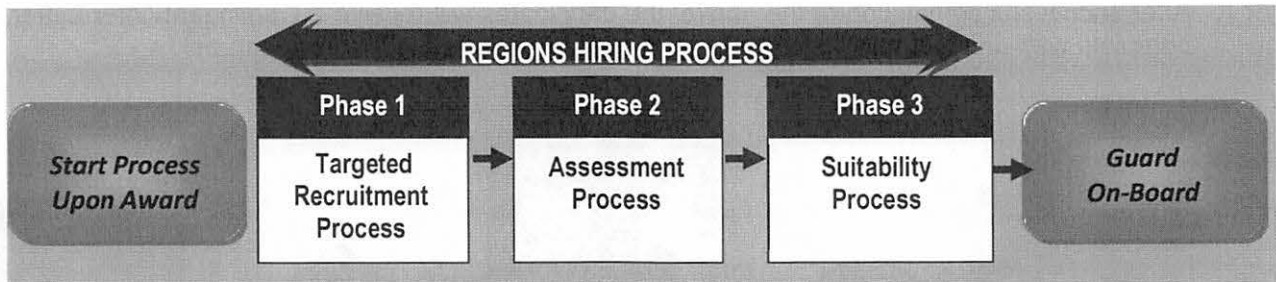 REGIONS HIRING PROCESS
Start Process
Upon Award
Phase 1
Targeted
Recruitment
Process
Phase 2
Assessment
Process
Phase 3
Suitability
Process
Guard
On-Board